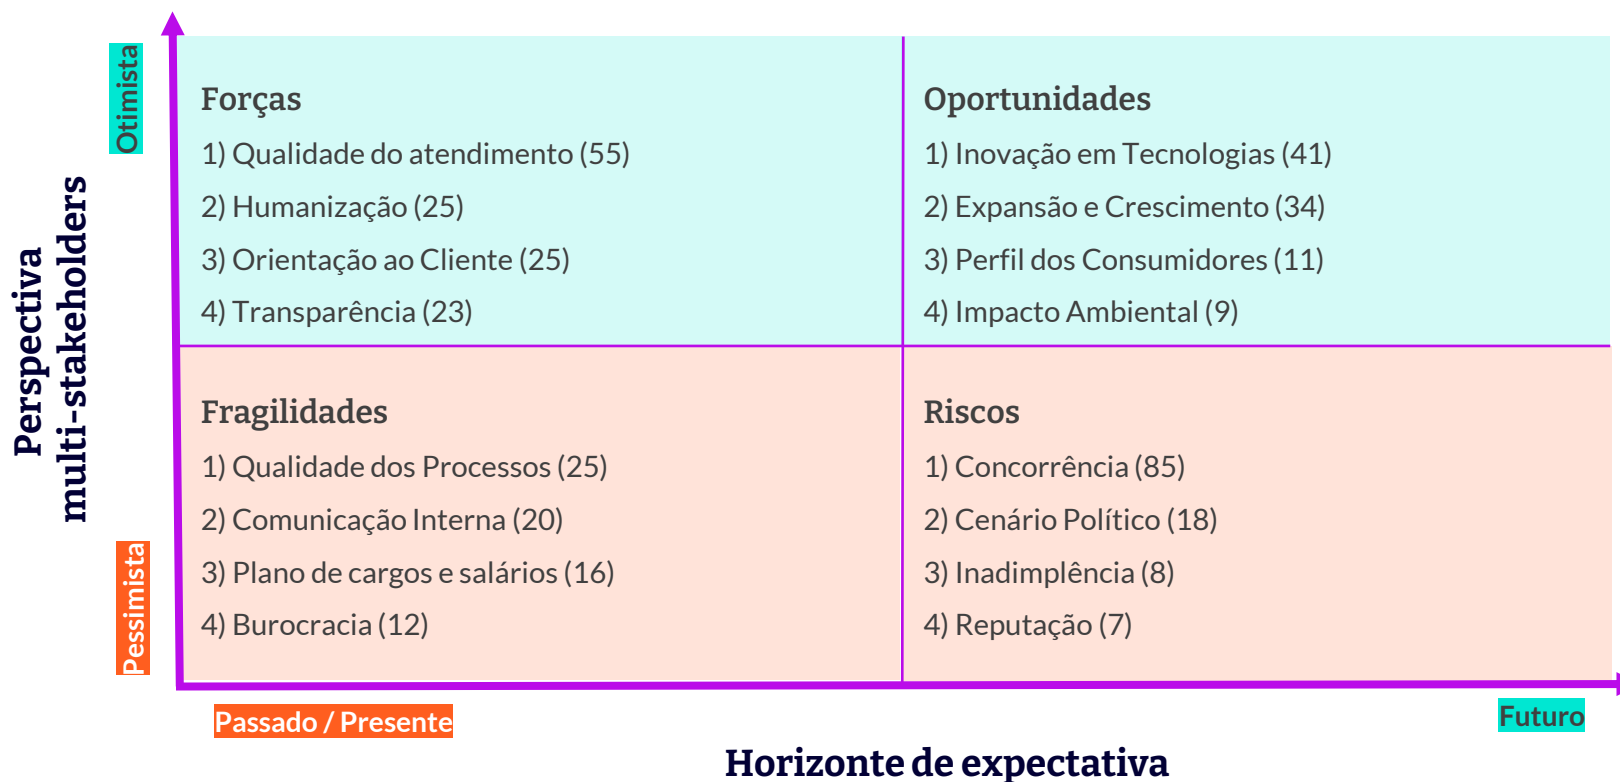 Otimista
Perspectiva
multi-stakeholders
Pessimista
Forças
1) Qualidade do atendimento (55)
2) Humanização (25)
3) Orientação ao Cliente (25)
4) Transparência (23)
Oportunidades
1) Inovação em Tecnologias (41)
2) Expansão e Crescimento (34)
3) Perfil dos Consumidores (11)
4) Impacto Ambiental (9)
Fragilidades
1) Qualidade dos Processos (25)
2) Comunicação Interna (20)
3) Plano de cargos e salários (16)
4) Burocracia (12)
Riscos
1) Concorrência (85)
2) Cenário Político (18)
3) Inadimplência (8)
4) Reputação (7)
Passado / Presente
Futuro
Horizonte de expectativa